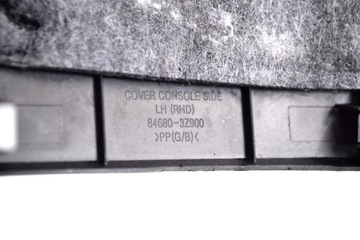 COVER CONSOLE SIDE
LH (RHD)
84680-3Z900
>PP(G/B)<